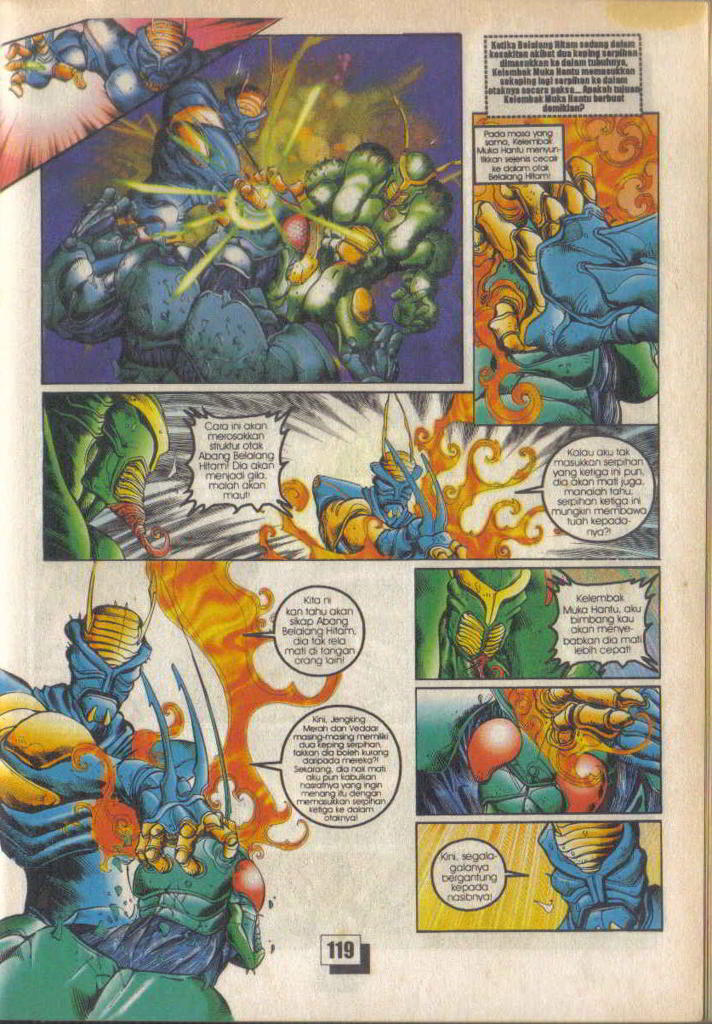 Ketika Belalang Hitam sedang dalam
kesakitan akibat dua keping serpihan
dimasukkan ke dalam tubuhnya,
Kelembak Muka Hantu memasukkan
sekeping lagi serpihan ke dalam
otaknya secara paksa... Apakah tujuan
Kelembak Muka Hantu berbuat
demikian?
Pada masa yang
sama, Kelembak
Muka Hantu menyun-
tikkan sejenis cecair
ke dalam otak
Belalang Hitam!
Cara ini akan
merosakkan
struktur otak
Abang Belalang
Hitam! Dia akan
menjadi gila,
malah akan
maut!
Kalau aku tak
masukkan serpihan
yang ketiga ini pun,
dia akan mati juga,
manalah tahu,
serpihan ketiga ini
mungkin membawa
tuah kepada-
nya?!
Kita ni
kan tahu akan
sikap Abang
Belalang Hitam,
dia tak rela
mati di tangan
orang lain!
Kini, Jengking
Merah dan Veddar
masing-masing memiliki
dua keping serpihan,
takkan dia boleh kurang
daripada mereka?!
Sekarang, dia nak mati
aku pun kabulkan
hasratnya yang ingin
menang itu dengan
memasukkan serpihan
ketiga ke dalam
otaknya!
Kelembak
Muka Hantu, aku
bimbang kau
akan menye-
babkan dia mati
lebih cepat!
Kini, segala-
galanya
bergantung
kepada
nasibnya!
119